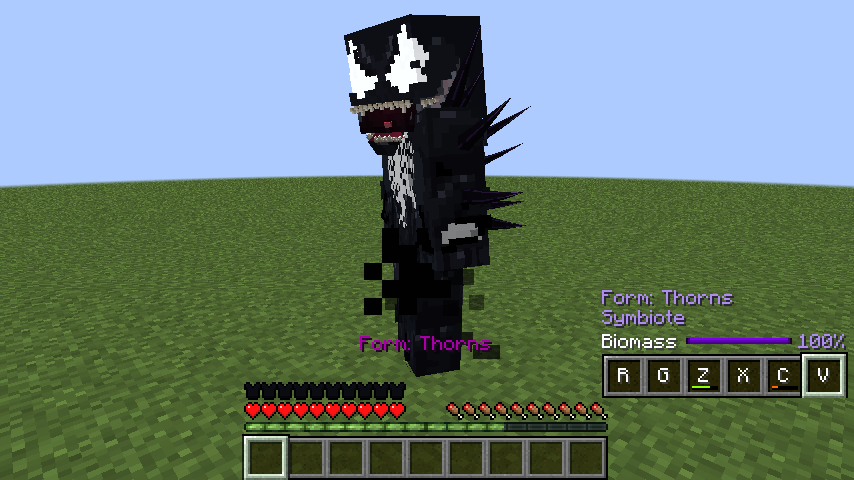 Form: Thorns
Symbiote
Biomass 100%
Form: Thorns
R G Z X C V